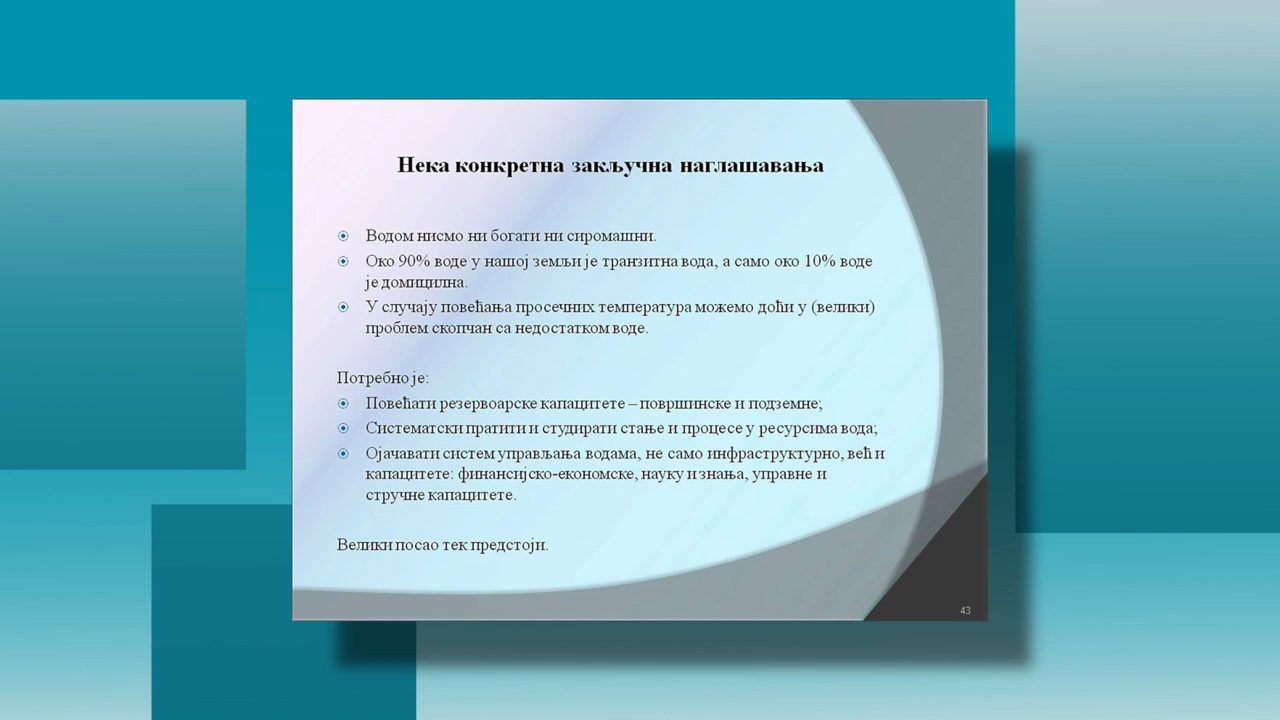 Нека конкретна закључна наглашавања
Водом нисмо ни богати ни сиромашни.
Око 90% воде у нашој земљи је транзитна вода, а само око 10% воде
је домицилна.
У случају повећања просечних температура можемо доћи у (велики)
проблем скопчан са недостатком воде.
Потребно је:
Повећати резервоарске капацитете – површинске и подземне;
Систематски пратити и студирати стање и процесе у ресурсима вода;
Ојачавати систем управљања водама, не само инфраструктурно, већ и
капацитете: финансијско-економске, науку и знања, управне и
стручне капацитете.
Велики посао тек предстоји.
43